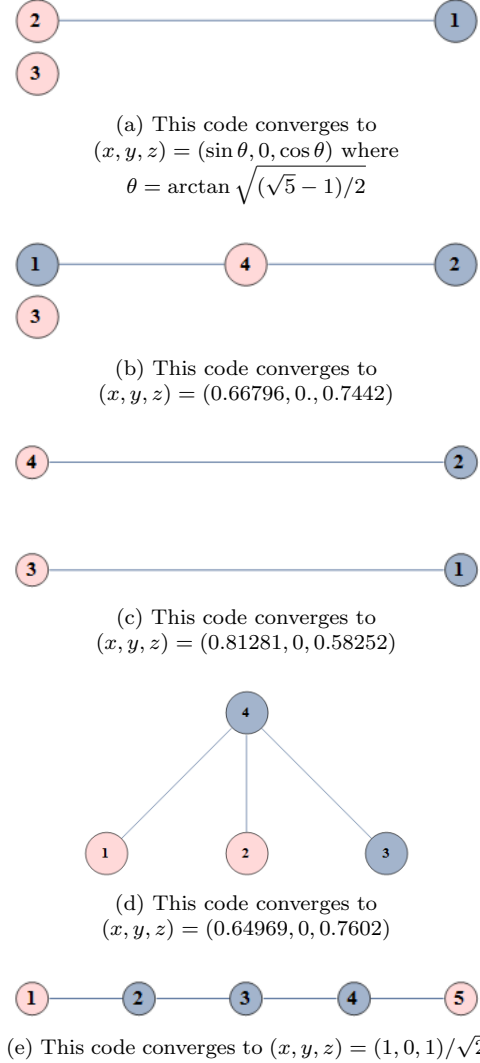 2 1
3
(a) This code converges to
(x, y, z) = (sin θ, 0, cos θ) where
θ = arctan √((√5 − 1)/2)
1 4 2
3
(b) This code converges to
(x, y, z) = (0.66796, 0., 0.7442)
4 2
3 1
(c) This code converges to
(x, y, z) = (0.81281, 0, 0.58252)
4
1 2 3
(d) This code converges to
(x, y, z) = (0.64969, 0, 0.7602)
1 2 3 4 5
(e) This code converges to (x, y, z) = (1, 0, 1)/√2